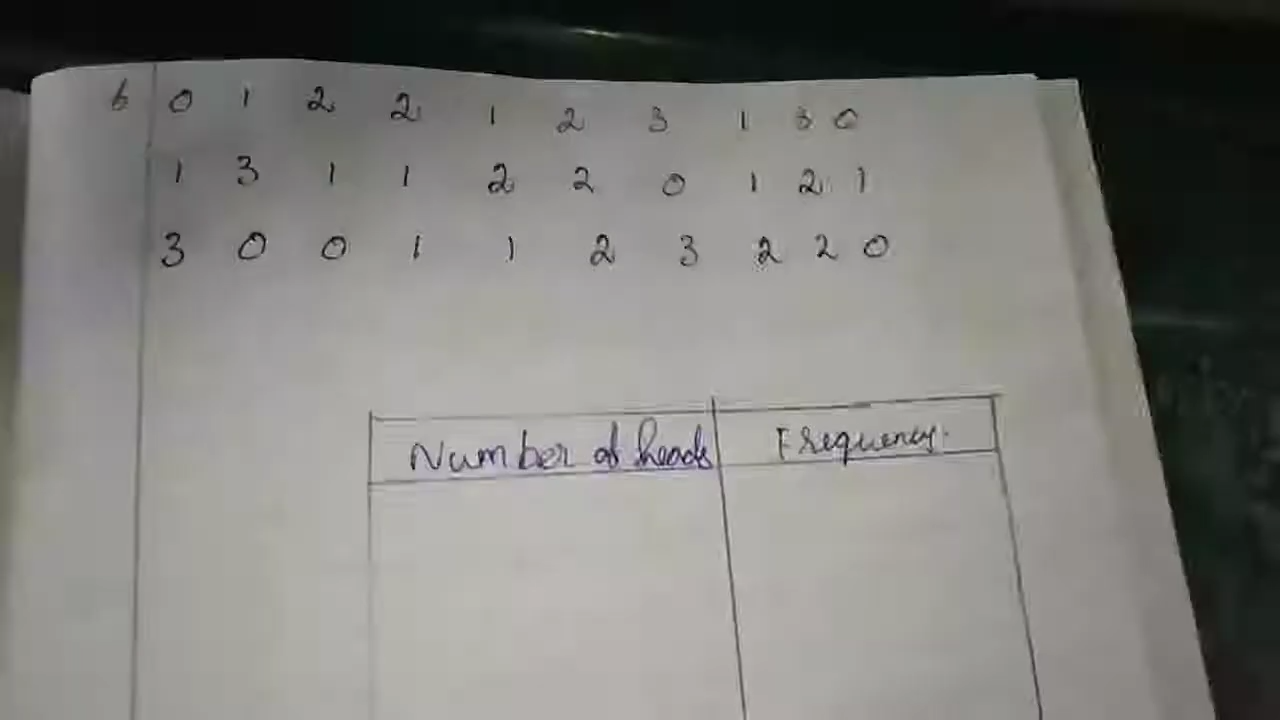 6 0 1 2 2 1 2 3 1 3 0
1 3 1 1 2 2 0 1 2 1
3 0 0 1 1 2 3 2 2 0
Number of heads Frequency.